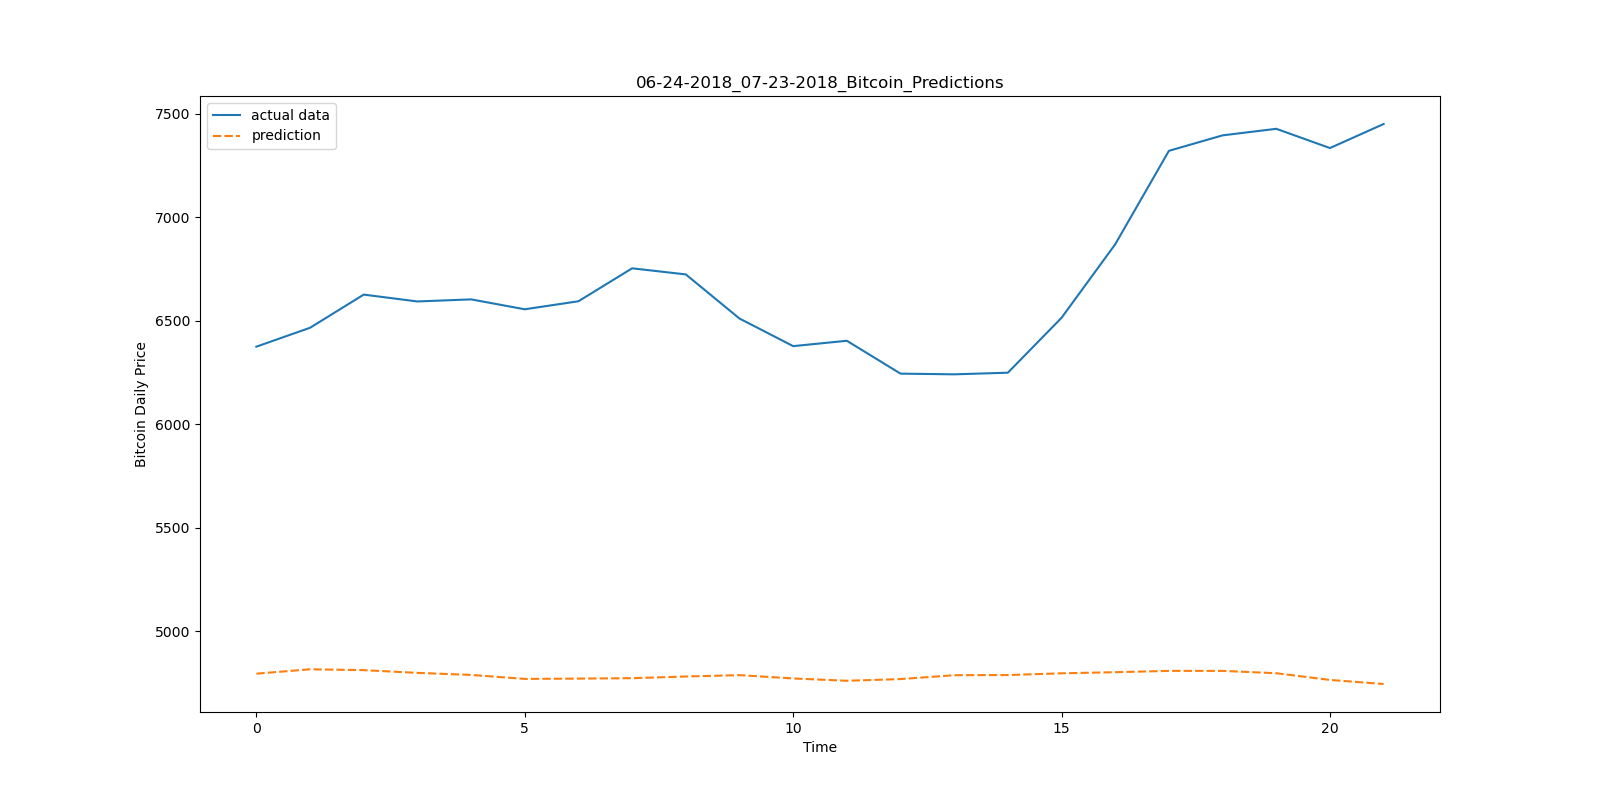 06-24-2018_07-23-2018_Bitcoin_Predictions
actual data
prediction
7500
7000
6500
6000
5500
5000
Bitcoin Daily Price
0 5 10 15 20
Time